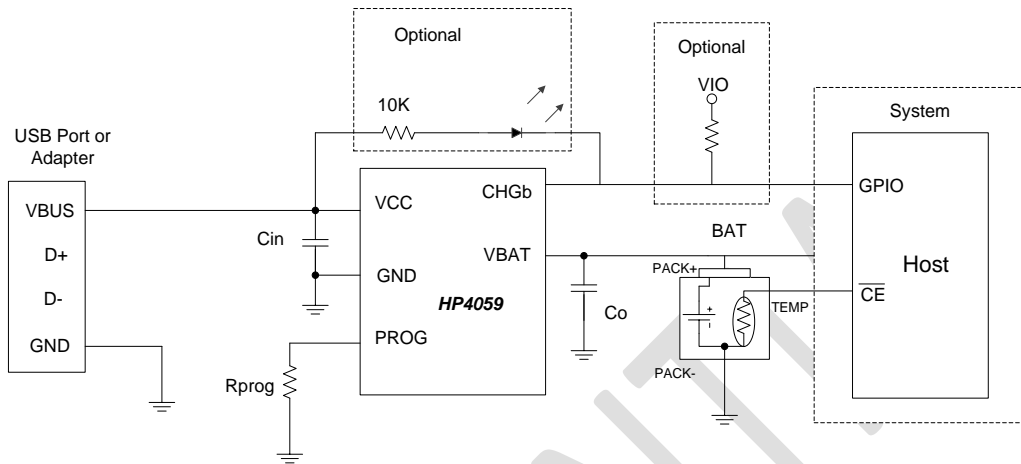 Optional
Optional
10K
VIO
System
USB Port or
Adapter
VBUS
D+
D-
GND
Cin
VCC
CHGb
GND
VBAT
HP4059
PROG
Rprog
Co
BAT
PACK+
TEMP
PACK-
GPIO
Host
CE